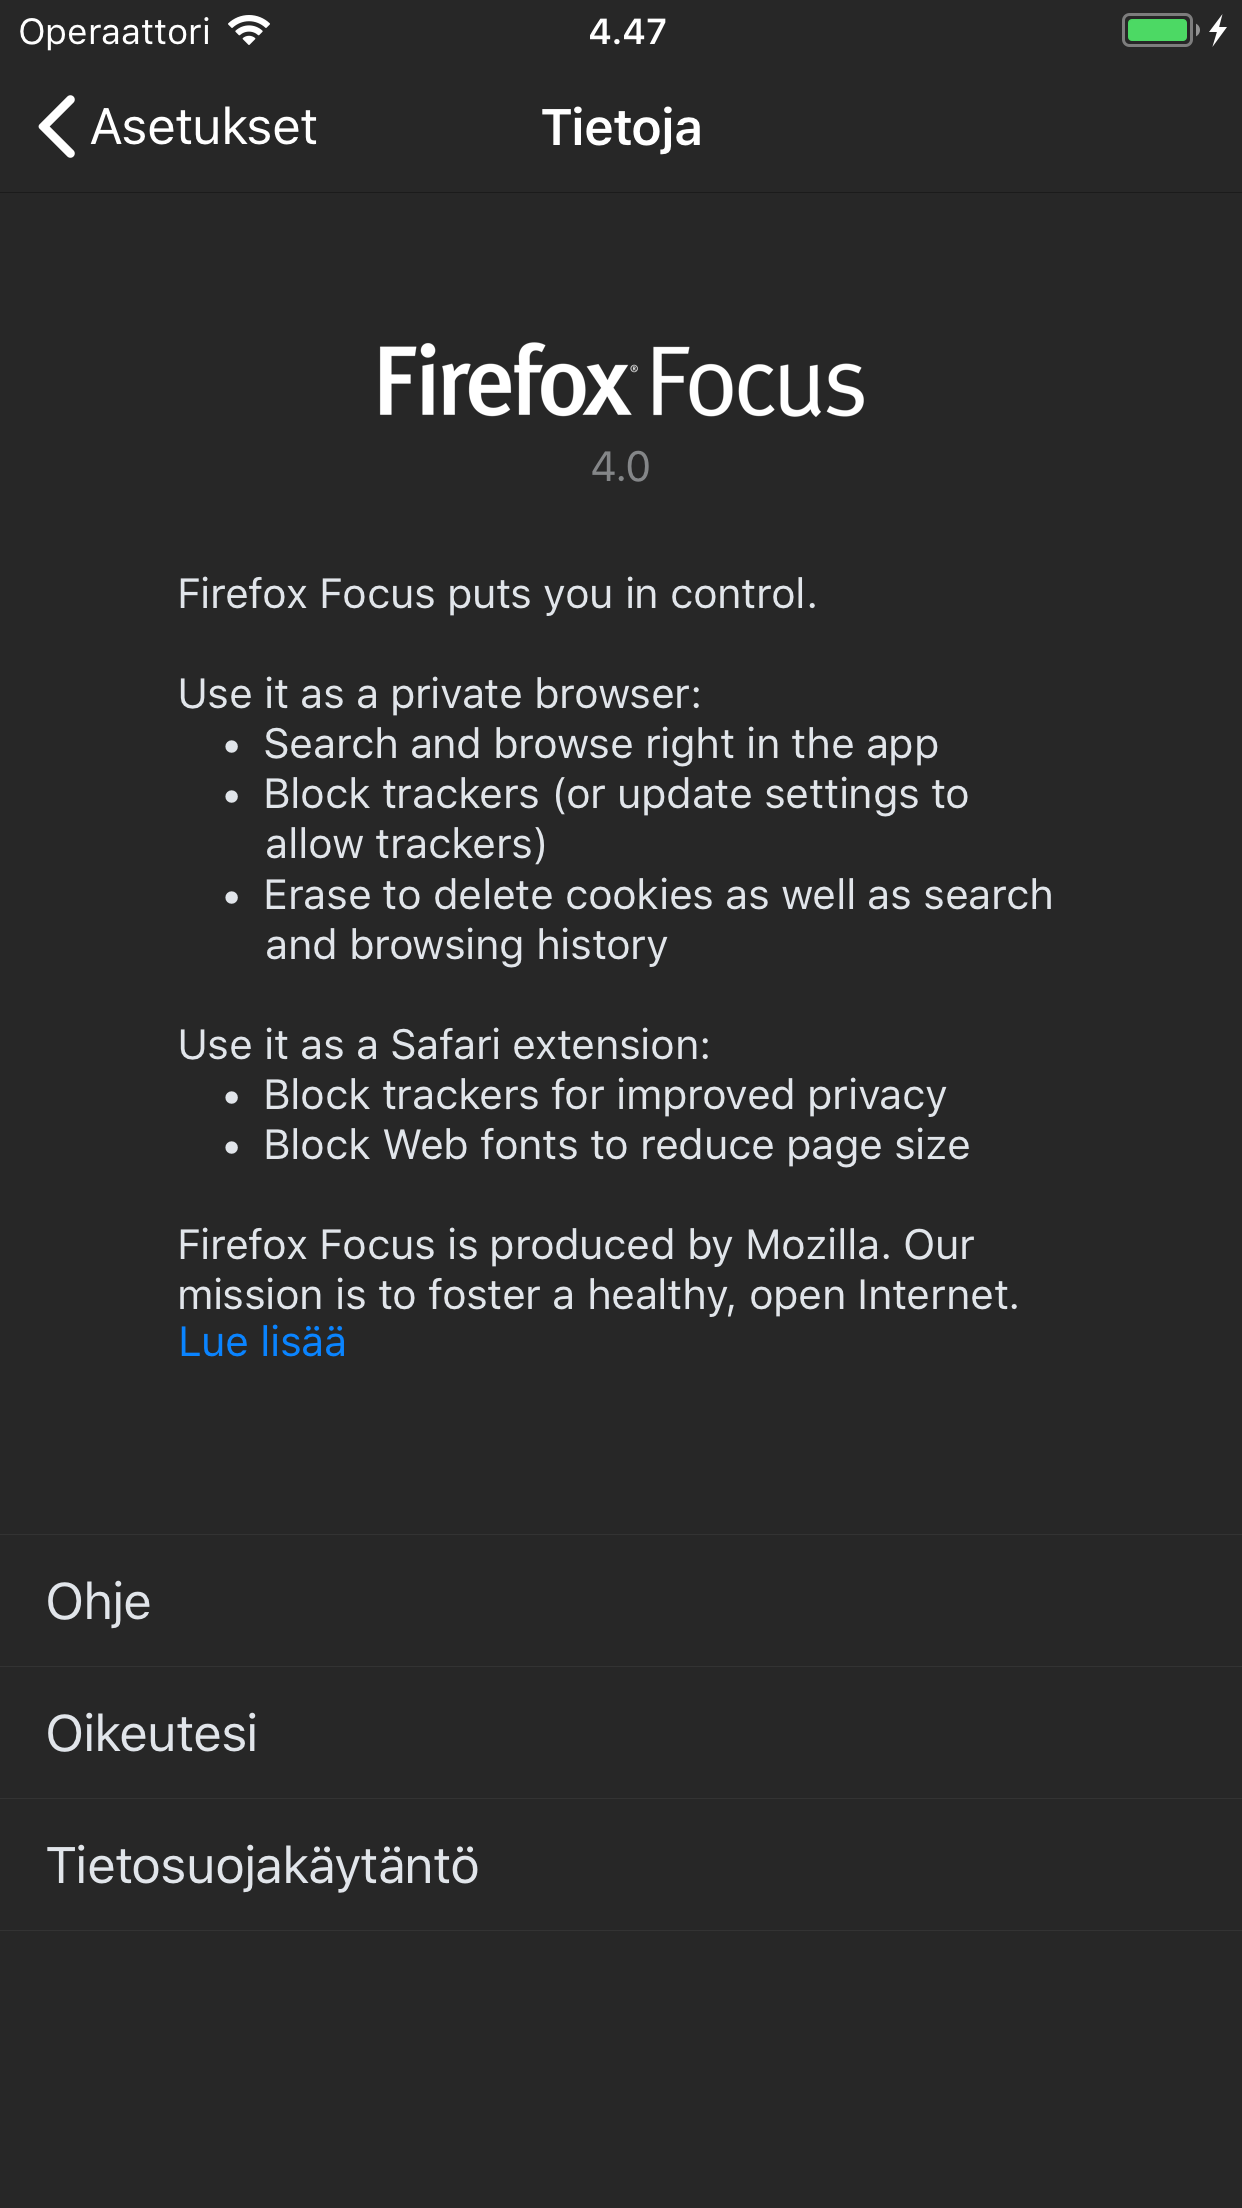 Operaattori 4.47
Asetukset Tietoja
Firefox® Focus
4.0
Firefox Focus puts you in control.
Use it as a private browser:
• Search and browse right in the app
• Block trackers (or update settings to
allow trackers)
• Erase to delete cookies as well as search
and browsing history
Use it as a Safari extension:
• Block trackers for improved privacy
• Block Web fonts to reduce page size
Firefox Focus is produced by Mozilla. Our
mission is to foster a healthy, open Internet.
Lue lisää
Ohje
Oikeutesi
Tietosuojakäytäntö